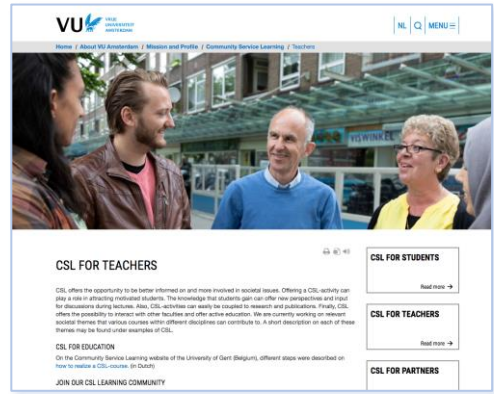 VU VRIJE
UNIVERSITEIT
AMSTERDAM
NL MENU
Home / About VU Amsterdam / Mission and Profile / Community Service Learning / Teachers
VISWINKEL
CSL FOR TEACHERS
CSL offers the opportunity to be better informed on and more involved in societal issues. Offering a CSL-activity can
play a role in attracting motivated students. The knowledge that students gain can offer new perspectives and input
for discussions during lectures. Also, CSL-activities can easily be coupled to research and publications. Finally, CSL
offers the possibility to interact with other faculties and offer active education. We are currently working on relevant
societal themes that various courses within different disciplines can contribute to. A short description on each of these
themes may be found under examples of CSL.
CSL FOR EDUCATION
On the Community Service Learning website of the University of Gant (Belgium), different steps were described on
how to realize a CSL-course. (in Dutch)
JOIN OUR CSL LEARNING COMMUNITY
CSL FOR STUDENTS
Read more →
CSL FOR TEACHERS
Read more →
CSL FOR PARTNERS